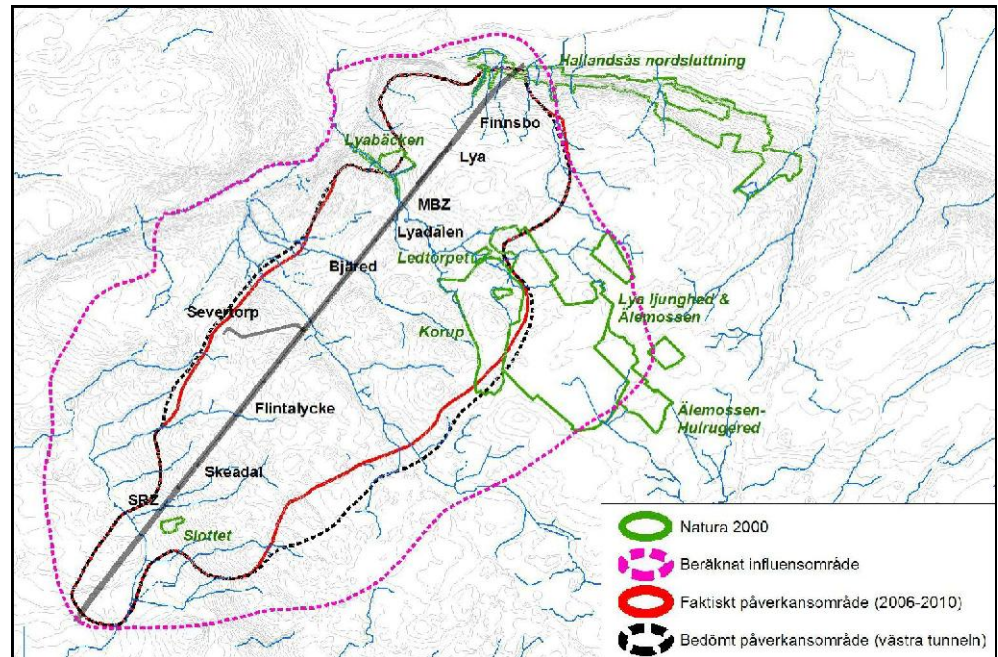 Hallandsås nordsluttning
Finnsbo
Lyabäcken
Lya
MBZ
Lyadalen
Ledtorpet
Bjäred
Lya ljunghed &
Älemossen
Severtorp
Korup
Älemossen-
Hulrugered
Flintalycke
Skeadal
SRZ
Slottet
Natura 2000
Beräknat influensområde
Faktiskt påverkansområde (2006-2010)
Bedömt påverkansområde (västra tunneln)